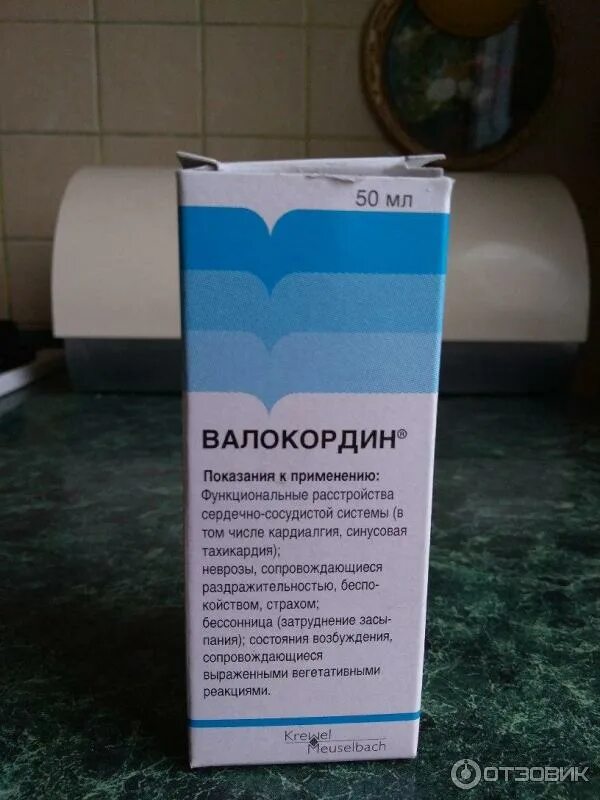 50 мл
ВАЛОКОРДИН®
Показания к применению:
Функциональные расстройства
сердечно-сосудистой системы (в
том числе кардиалгия, синусовая
тахикардия);
неврозы, сопровождающиеся
раздражительностью, беспо-
койством, страхом;
бессонница (затруднение засы-
пания); состояния возбуждения,
сопровождающиеся
выраженными вегетативными
реакциями.
Krewel
Meuselbach
ОТЗОВИК